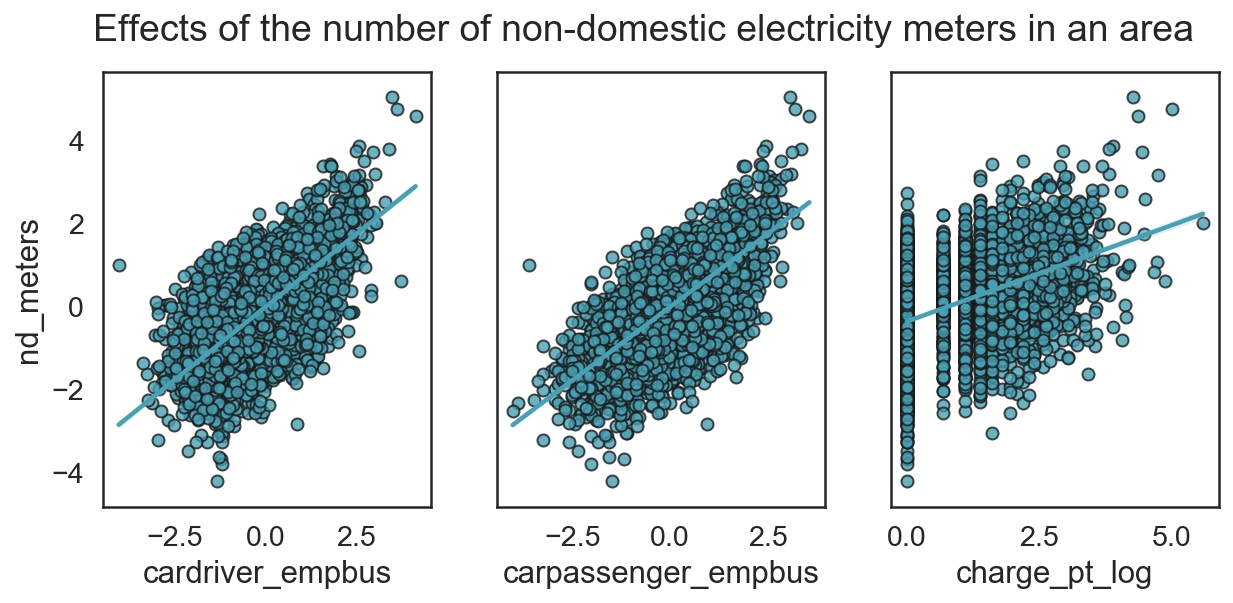 Effects of the number of non-domestic electricity meters in an area
nd_meters
4
2
0
−2
−4
−2.5 0.0 2.5
cardriver_empbus
−2.5 0.0 2.5
carpassenger_empbus
0.0 2.5 5.0
charge_pt_log